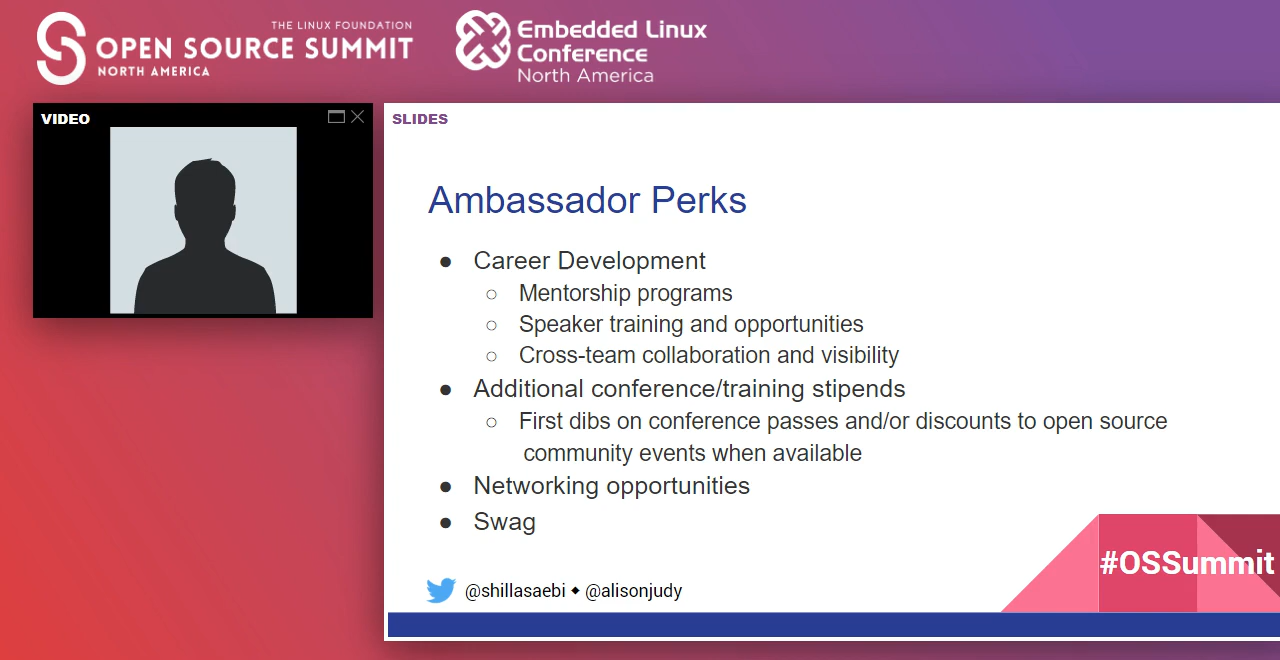 THE LINUX FOUNDATION
OPEN SOURCE SUMMIT
NORTH AMERICA
Embedded Linux
Conference
North America
VIDEO
SLIDES
Ambassador Perks
● Career Development
○ Mentorship programs
○ Speaker training and opportunities
○ Cross-team collaboration and visibility
● Additional conference/training stipends
○ First dibs on conference passes and/or discounts to open source
community events when available
● Networking opportunities
● Swag
#OSSummit
@shillasaebi ◆ @alisonjudy